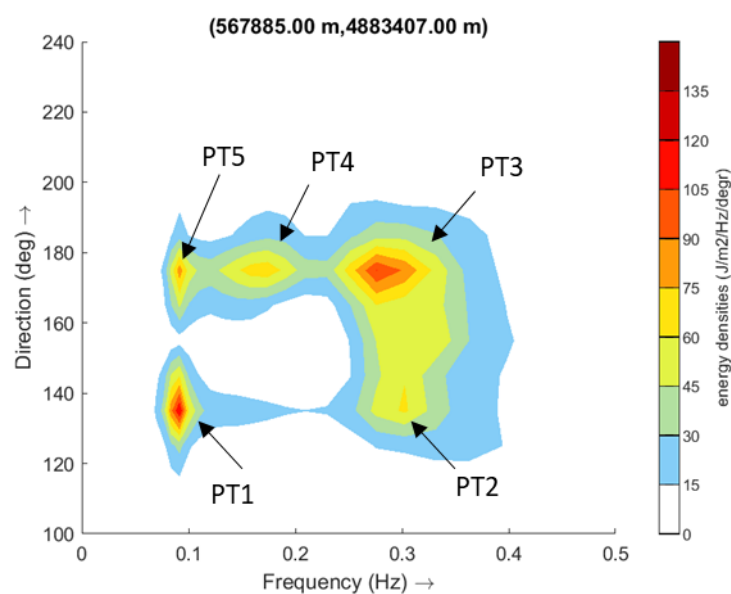 (567885.00 m,4883407.00 m)
240
220
200
180
160
140
120
100
Direction (deg) →
0
0.1
0.2
0.3
0.4
0.5
Frequency (Hz) →
PT5
PT4
PT3
PT1
PT2
135
120
105
90
75
60
45
30
15
0
energy densities (J/m2/Hz/degr)